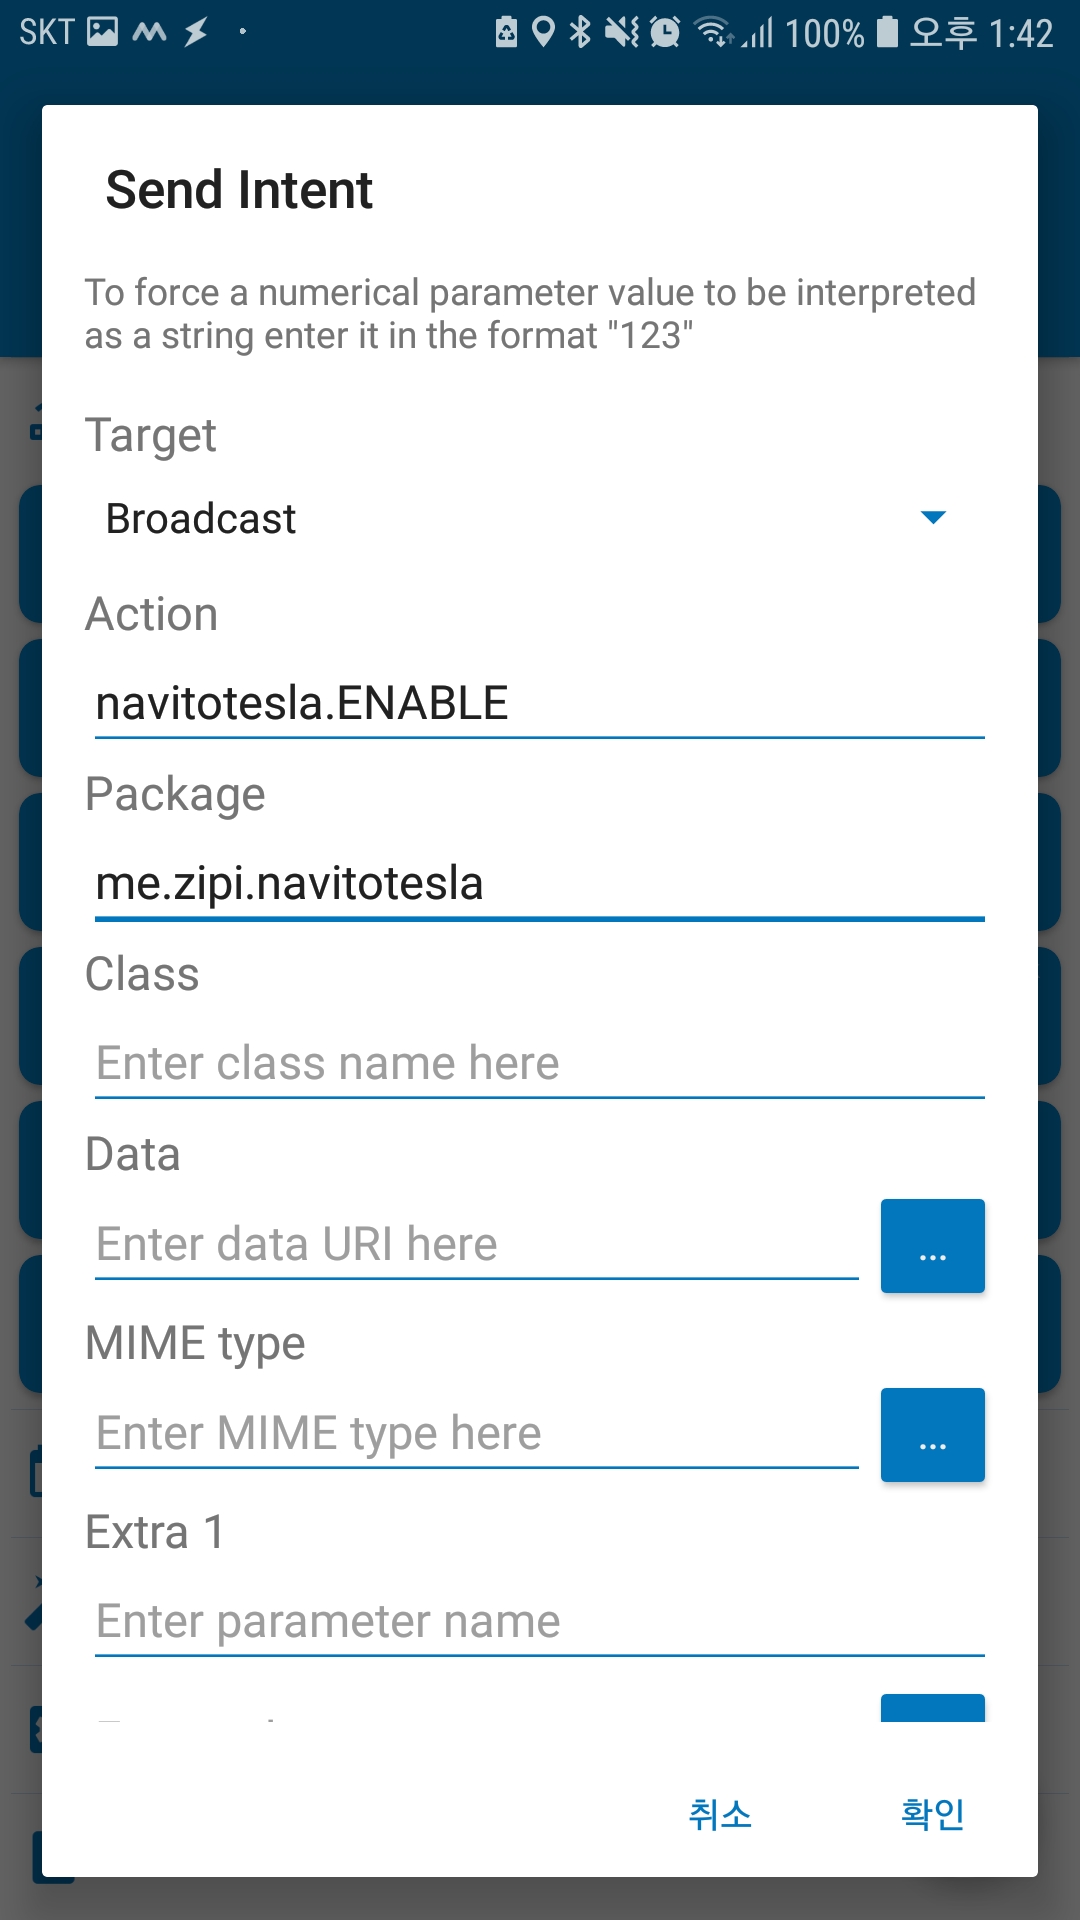 SKT 100% 오후 1:42
Send Intent
To force a numerical parameter value to be interpreted
as a string enter it in the format "123"
Target
Broadcast
Action
navitotesla.ENABLE
Package
me.zipi.navitotesla
Class
Enter class name here
Data
Enter data URI here
...
MIME type
Enter MIME type here
...
Extra 1
Enter parameter name
취소 확인